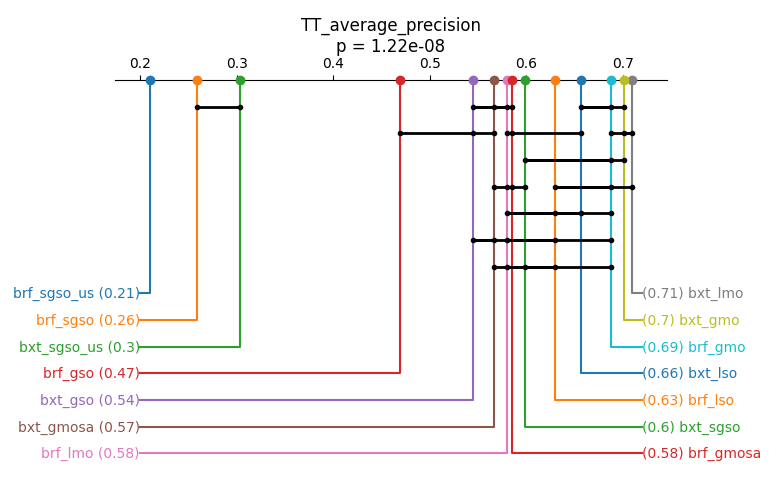 TT_average_precision
p = 1.22e-08
0.2 0.3 0.4 0.5 0.6 0.7
brf_sgso_us (0.21) (0.71) bxt_lmo
brf_sgso (0.26) (0.7) bxt_gmo
bxt_sgso_us (0.3) (0.69) brf_gmo
brf_gso (0.47) (0.66) bxt_lso
bxt_gso (0.54) (0.63) brf_lso
bxt_gmosa (0.57) (0.6) bxt_sgso
brf_lmo (0.58) (0.58) brf_gmosa